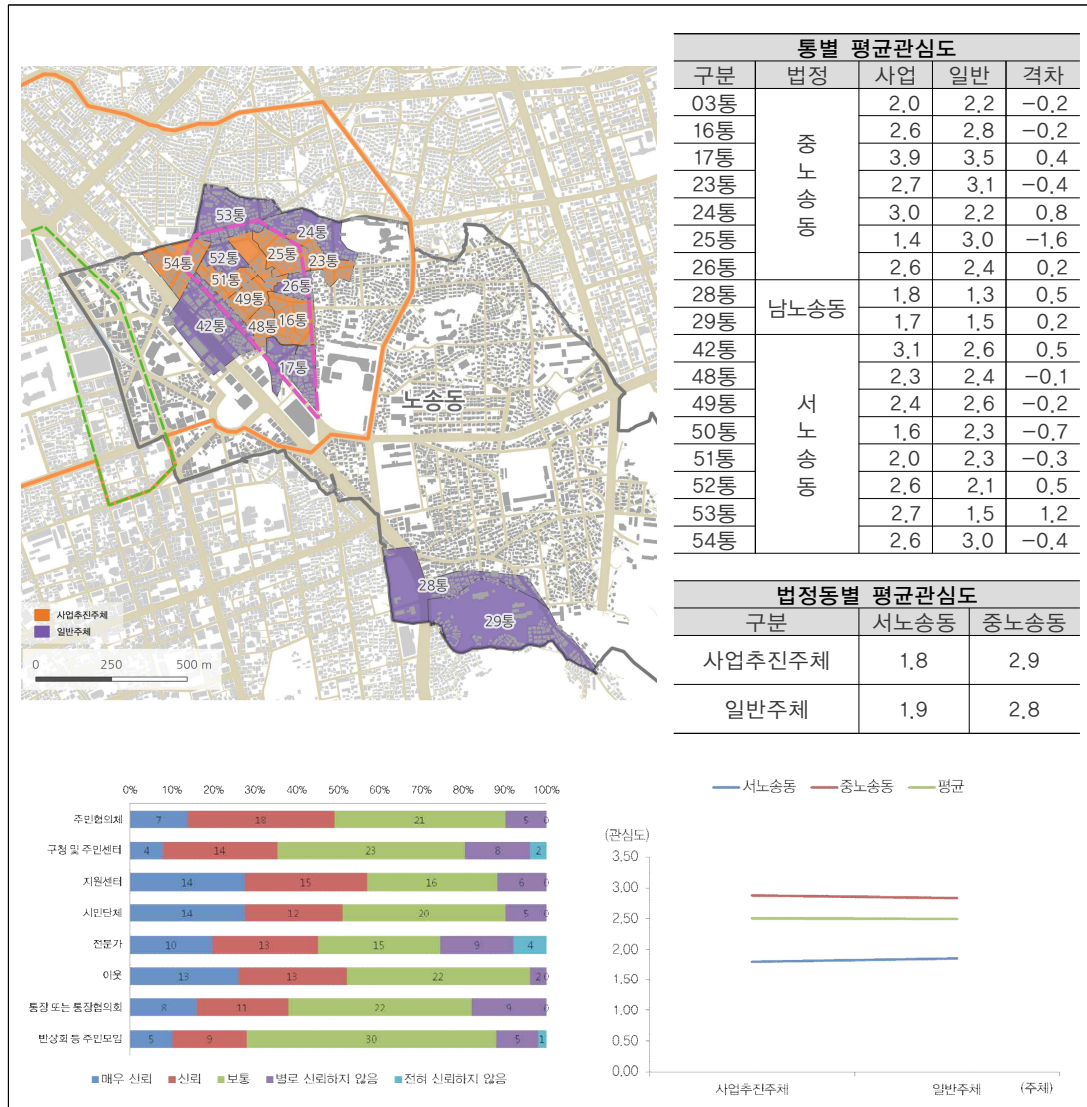 통별 평균관심도
구분 법정 사업 일반 격차
03통 중노송동 2.0 2.2 -0.2
16통 2.6 2.8 -0.2
17통 3.9 3.5 0.4
23통 2.7 3.1 -0.4
24통 3.0 2.2 0.8
25통 1.4 3.0 -1.6
26통 2.6 2.4 0.2
28통 남노송동 1.8 1.3 0.5
29통 1.7 1.5 0.2
42통 서노송동 3.1 2.6 0.5
48통 2.3 2.4 -0.1
49통 2.4 2.6 -0.2
50통 1.6 2.3 -0.7
51통 2.0 2.3 -0.3
52통 2.6 2.1 0.5
53통 2.7 1.5 1.2
54통 2.6 3.0 -0.4
법정동별 평균관심도
구분 서노송동 중노송동
사업추진주체 1.8 2.9
일반주체 1.9 2.8
53통
24통
52통
25통
54통
23통
51통
26통
49통
42통
48통
16통
17통
노송동
28통
29통
사업추진주체
일반주체
0 250 500 m
0% 10% 20% 30% 40% 50% 60% 70% 80% 90% 100%
주민협의체 7 18 21 5 0
구청 및 주민센터 4 14 23 8 2
지원센터 14 15 16 6 0
시민단체 14 12 20 5 0
전문가 10 13 15 9 4
이웃 13 13 22 2 0
통장 또는 통장협의회 8 11 22 9 0
반상회 등 주민모임 5 9 30 5 1
매우 신뢰 신뢰 보통 별로 신뢰하지 않음 전혀 신뢰하지 않음
서노송동 중노송동 평균
(관심도)
3.50
3.00
2.50
2.00
1.50
1.00
0.50
0.00
사업추진주체 일반주체 (주체)